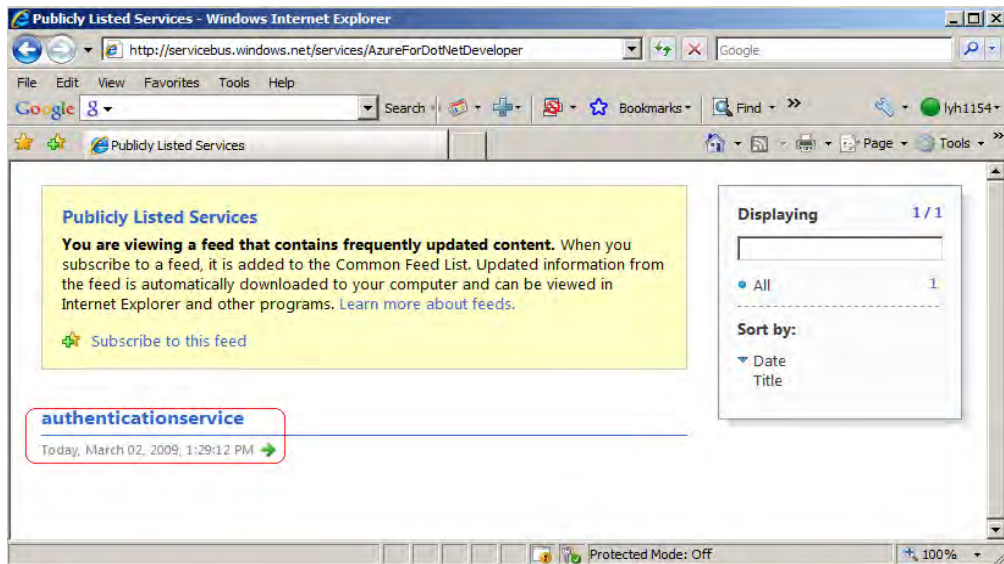 Publicly Listed Services - Windows Internet Explorer
http://servicebus.windows.net/services/AzureForDotNetDeveloper
Google
File Edit View Favorites Tools Help
Google
Search
Bookmarks
Find
lyh1154
Publicly Listed Services
Page
Tools
Publicly Listed Services
You are viewing a feed that contains frequently updated content. When you
subscribe to a feed, it is added to the Common Feed List. Updated information from
the feed is automatically downloaded to your computer and can be viewed in
Internet Explorer and other programs. Learn more about feeds.
Subscribe to this feed
authenticationservice
Today, March 02, 2009, 1:29:12 PM
Displaying 1 / 1
All 1
Sort by:
Date
Title
Protected Mode: Off
100%